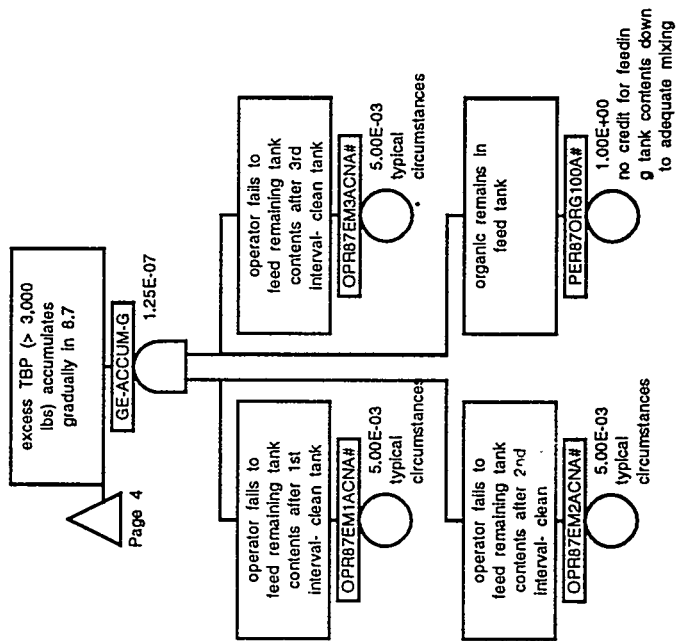 excess TBP (> 3,000
lbs) accumulates
gradually in 8.7
GE-ACCUM-G
1.25E-07
Page 4
operator fails to
feed remaining tank
contents after 1st
interval- clean tank
OPR87EM1ACNA#
5.00E-03
typical
circumstances
operator fails to
feed remaining tank
contents after 3rd
interval- clean tank
OPR87EM3ACNA#
5.00E-03
typical
circumstances
operator fails to
feed remaining tank
contents after 2nd
interval- clean
OPR87EM2ACNA#
5.00E-03
typical
circumstances
organic remains in
feed tank
PER87ORG100A#
1.00E+00
no credit for feedin
g tank contents down
to adequate mixing